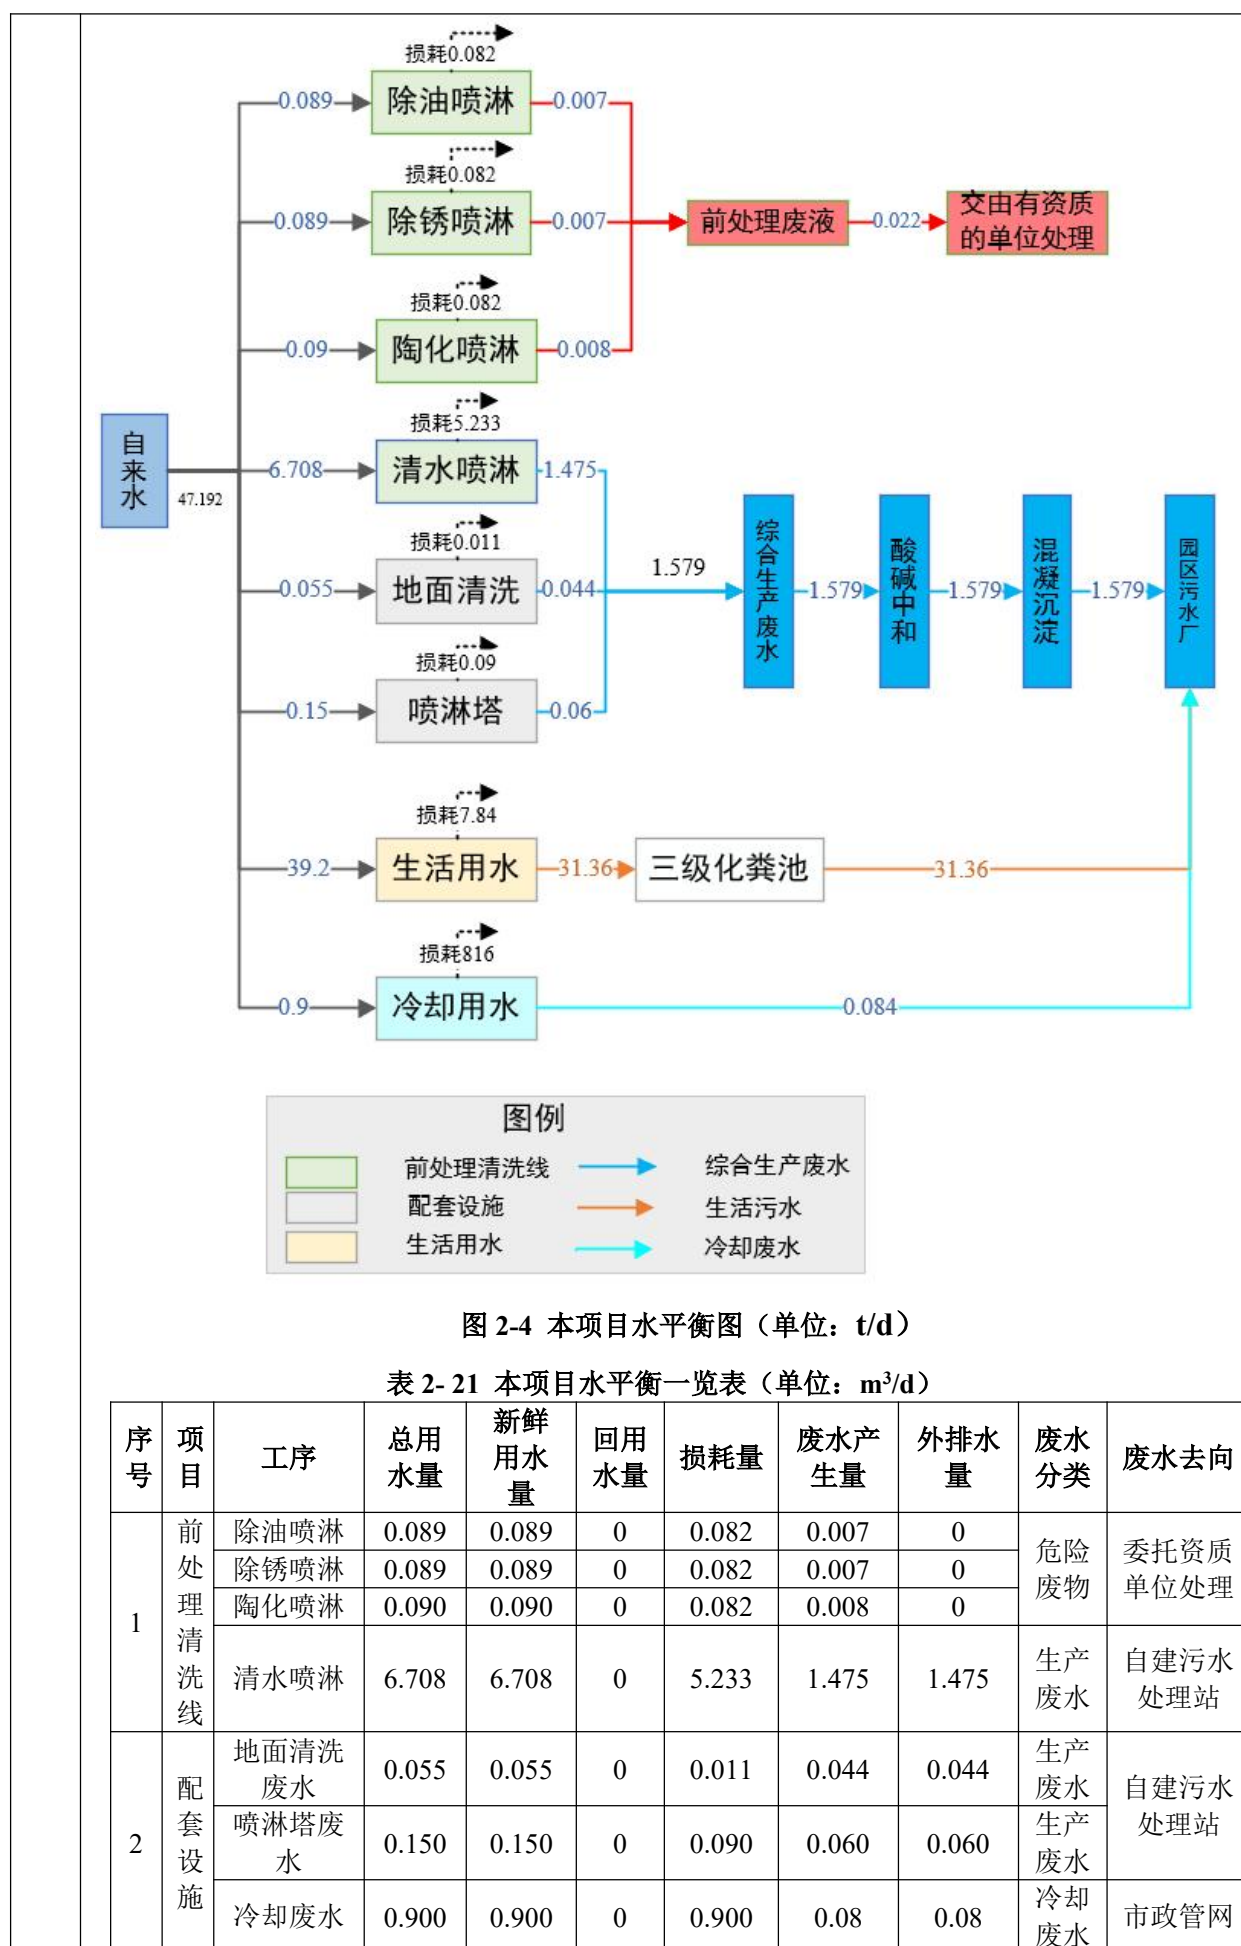 损耗0.082
0.089
除油喷淋
0.007
损耗0.082
0.089
除锈喷淋
0.007
前处理废液
0.022
交由有资质
的单位处理
损耗0.082
0.09
陶化喷淋
0.008
自来水
47.192
损耗5.233
6.708
清水喷淋
1.475
损耗0.011
0.055
地面清洗
0.044
1.579
综合生产废水
1.579
酸碱中和
1.579
混凝沉淀
1.579
园区污水厂
损耗0.09
0.15
喷淋塔
0.06
损耗7.84
39.2
生活用水
31.36
三级化粪池
31.36
损耗816
0.9
冷却用水
0.084
图例
前处理清洗线
综合生产废水
配套设施
生活污水
生活用水
冷却废水
图 2-4 本项目水平衡图（单位：t/d）
表 2- 21 本项目水平衡一览表（单位：m³/d）
序号 项目 工序 总用水量 新鲜用水量 回用水量 损耗量 废水产生量 外排水量 废水分类 废水去向
1 前处理清洗线 除油喷淋 0.089 0.089 0 0.082 0.007 0 危险废物 委托资质单位处理
除锈喷淋 0.089 0.089 0 0.082 0.007 0
陶化喷淋 0.090 0.090 0 0.082 0.008 0
清水喷淋 6.708 6.708 0 5.233 1.475 1.475 生产废水 自建污水处理站
2 配套设施 地面清洗废水 0.055 0.055 0 0.011 0.044 0.044 生产废水 自建污水处理站
喷淋塔废水 0.150 0.150 0 0.090 0.060 0.060 生产废水
冷却废水 0.900 0.900 0 0.900 0.08 0.08 冷却废水 市政管网